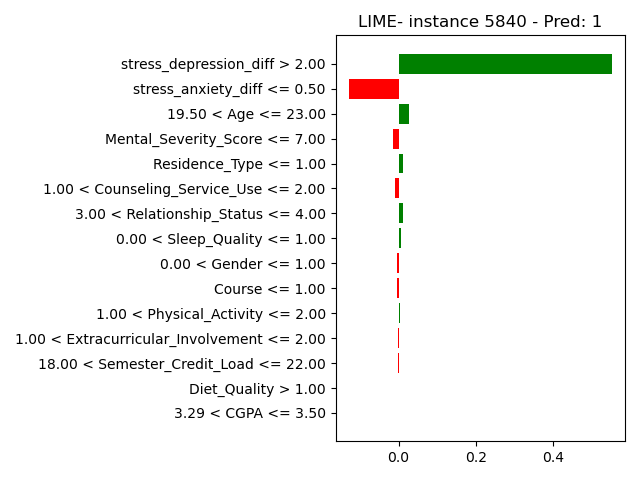 LIME- instance 5840 - Pred: 1
stress_depression_diff > 2.00
stress_anxiety_diff <= 0.50
19.50 < Age <= 23.00
Mental_Severity_Score <= 7.00
Residence_Type <= 1.00
1.00 < Counseling_Service_Use <= 2.00
3.00 < Relationship_Status <= 4.00
0.00 < Sleep_Quality <= 1.00
0.00 < Gender <= 1.00
Course <= 1.00
1.00 < Physical_Activity <= 2.00
1.00 < Extracurricular_Involvement <= 2.00
18.00 < Semester_Credit_Load <= 22.00
Diet_Quality > 1.00
3.29 < CGPA <= 3.50
0.0 0.2 0.4